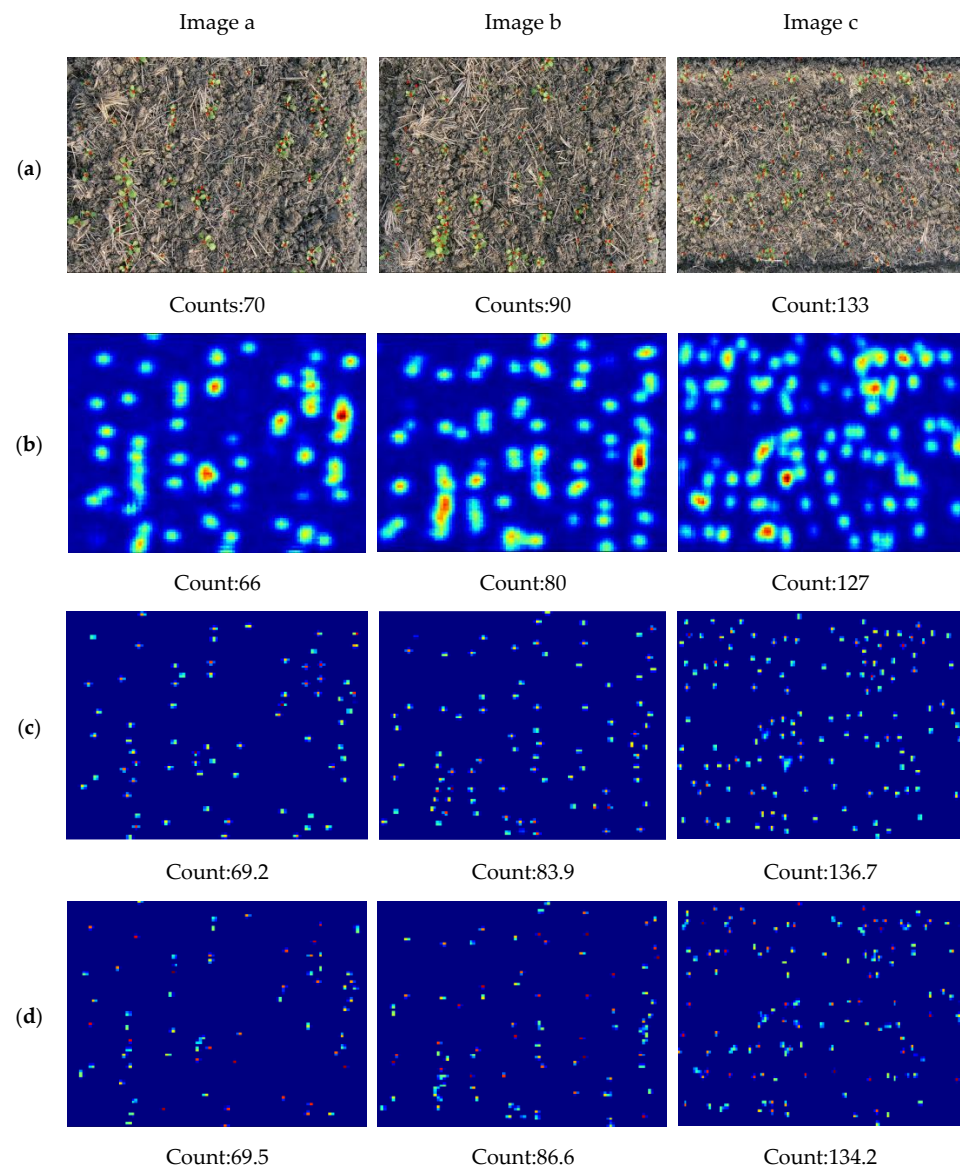 Image a Image b Image c
(a)
Counts:70 Counts:90 Count:133
(b)
Count:66 Count:80 Count:127
(c)
Count:69.2 Count:83.9 Count:136.7
(d)
Count:69.5 Count:86.6 Count:134.2